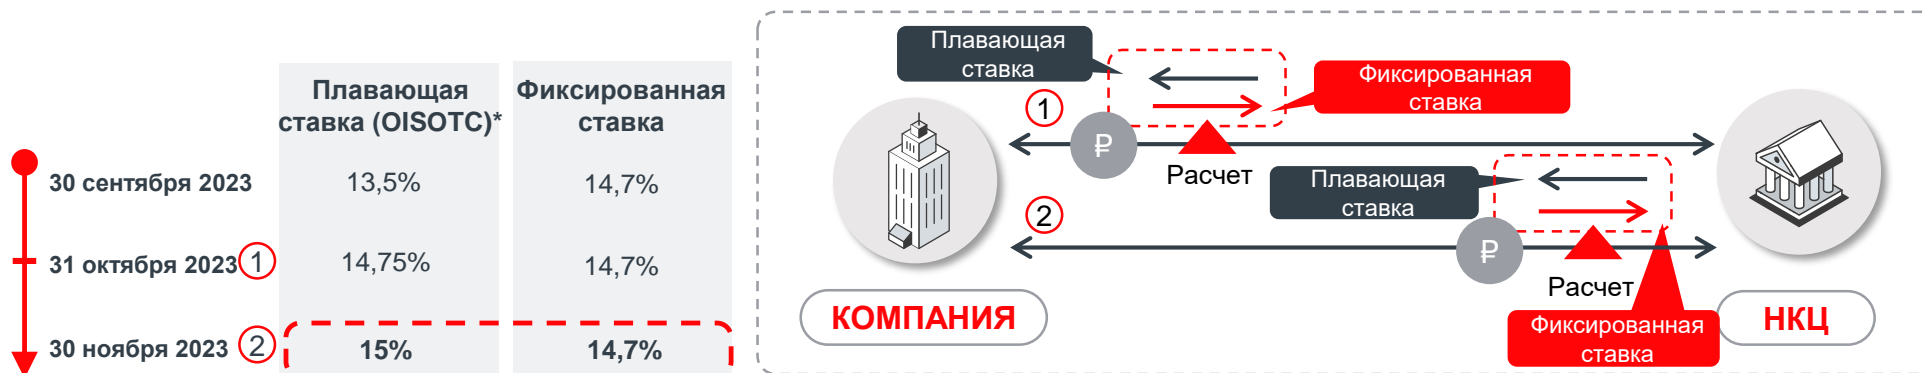 Плавающая
ставка (OISOTC)*
Фиксированная
ставка
30 сентября 2023
13,5%
14,7%
31 октября 2023
1
14,75%
14,7%
30 ноября 2023
2
15%
14,7%
Плавающая
ставка
Фиксированная
ставка
1
₽
Расчет
Плавающая
ставка
2
₽
Расчет
Фиксированная
ставка
КОМПАНИЯ
НКЦ